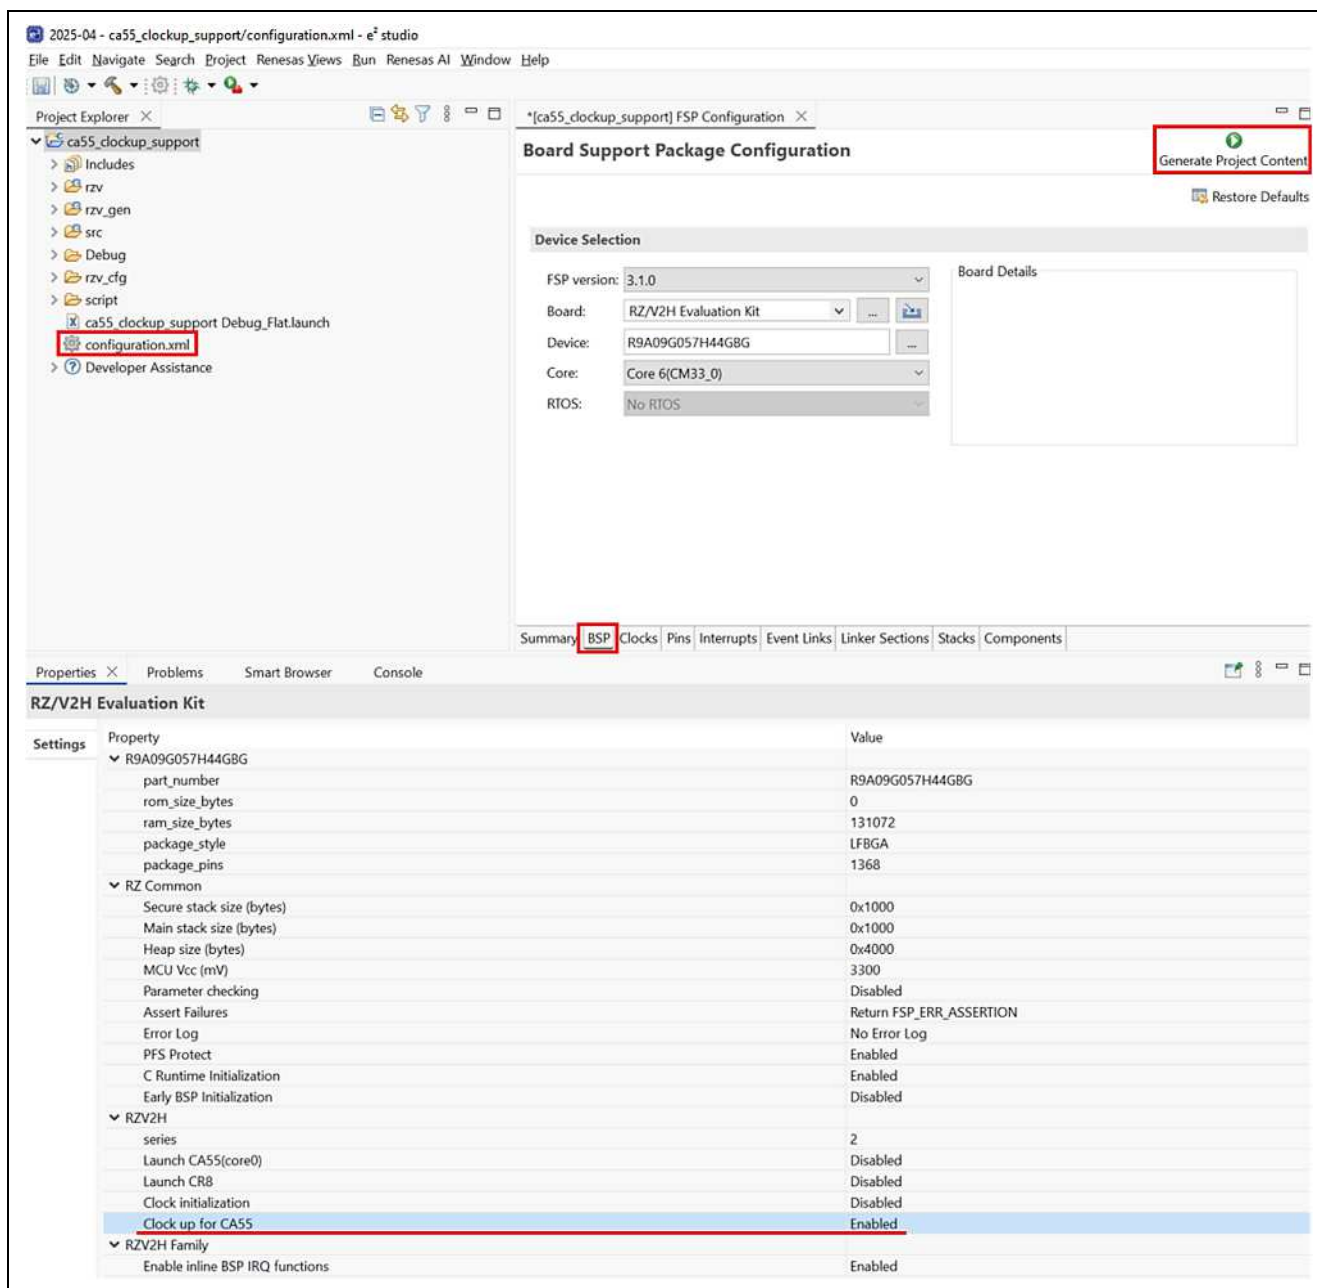 2025-04 - ca55_clockup_support/configuration.xml - e² studio
File Edit Navigate Search Project Renesas Views Run Renesas AI Window Help
Project Explorer
ca55_clockup_support
Includes
rzv
rzv_gen
src
Debug
rzv_cfg
script
ca55_clockup_support Debug_Flat.launch
configuration.xml
Developer Assistance
*[ca55_clockup_support] FSP Configuration
Board Support Package Configuration
Generate Project Content
Restore Defaults
Device Selection
FSP version: 3.1.0
Board: RZ/V2H Evaluation Kit ...
Device: R9A09G057H44GBG ...
Core: Core 6(CM33_0)
RTOS: No RTOS
Board Details
Summary BSP Clocks Pins Interrupts Event Links Linker Sections Stacks Components
Properties Problems Smart Browser Console
RZ/V2H Evaluation Kit
Settings
Property Value
R9A09G057H44GBG
part_number R9A09G057H44GBG
rom_size_bytes 0
ram_size_bytes 131072
package_style LFBGA
package_pins 1368
RZ Common
Secure stack size (bytes) 0x1000
Main stack size (bytes) 0x1000
Heap size (bytes) 0x4000
MCU Vcc (mV) 3300
Parameter checking Disabled
Assert Failures Return FSP_ERR_ASSERTION
Error Log No Error Log
PFS Protect Enabled
C Runtime Initialization Enabled
Early BSP Initialization Disabled
RZV2H
series 2
Launch CA55(core0) Disabled
Launch CR8 Disabled
Clock initialization Disabled
Clock up for CA55 Enabled
RZV2H Family
Enable inline BSP IRQ functions Enabled